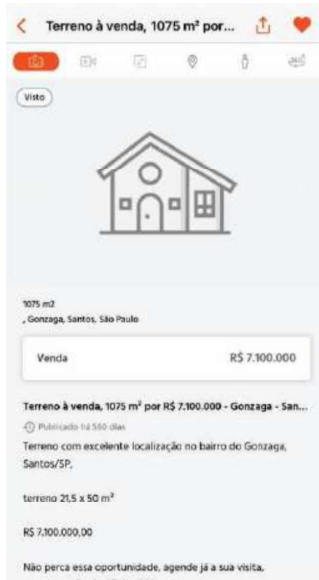 Terreno à venda, 1075 m² por...
Visto
1075 m2
, Gonzaga, Santos, São Paulo
Venda R$ 7.100.000
Terreno à venda, 1075 m² por R$ 7.100.000 - Gonzaga - San...
Publicado há 560 dias
Terreno com excelente localização no bairro do Gonzaga,
Santos/SP,
terreno 21,5 x 50 m²
R$ 7.100.000,00
Não perca essa oportunidade, agende já a sua visita,